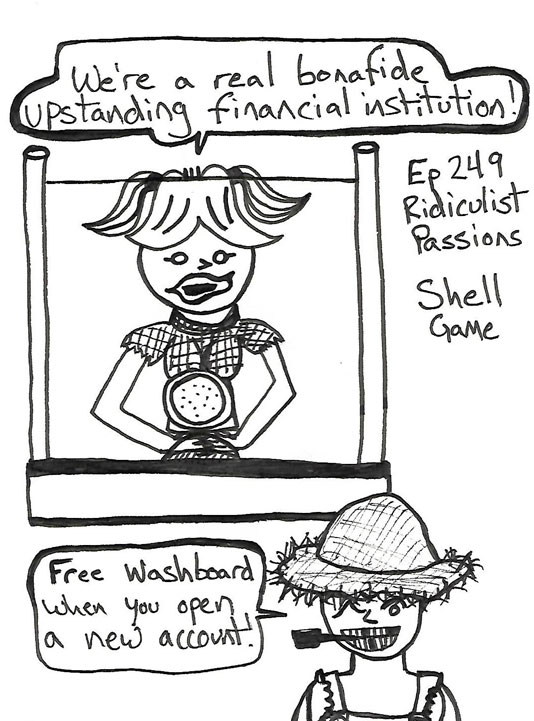 We're a real bonafide
upstanding financial institution!
Ep 249
Ridiculist
Passions
Shell
Game
Free Washboard
when you open
a new account!